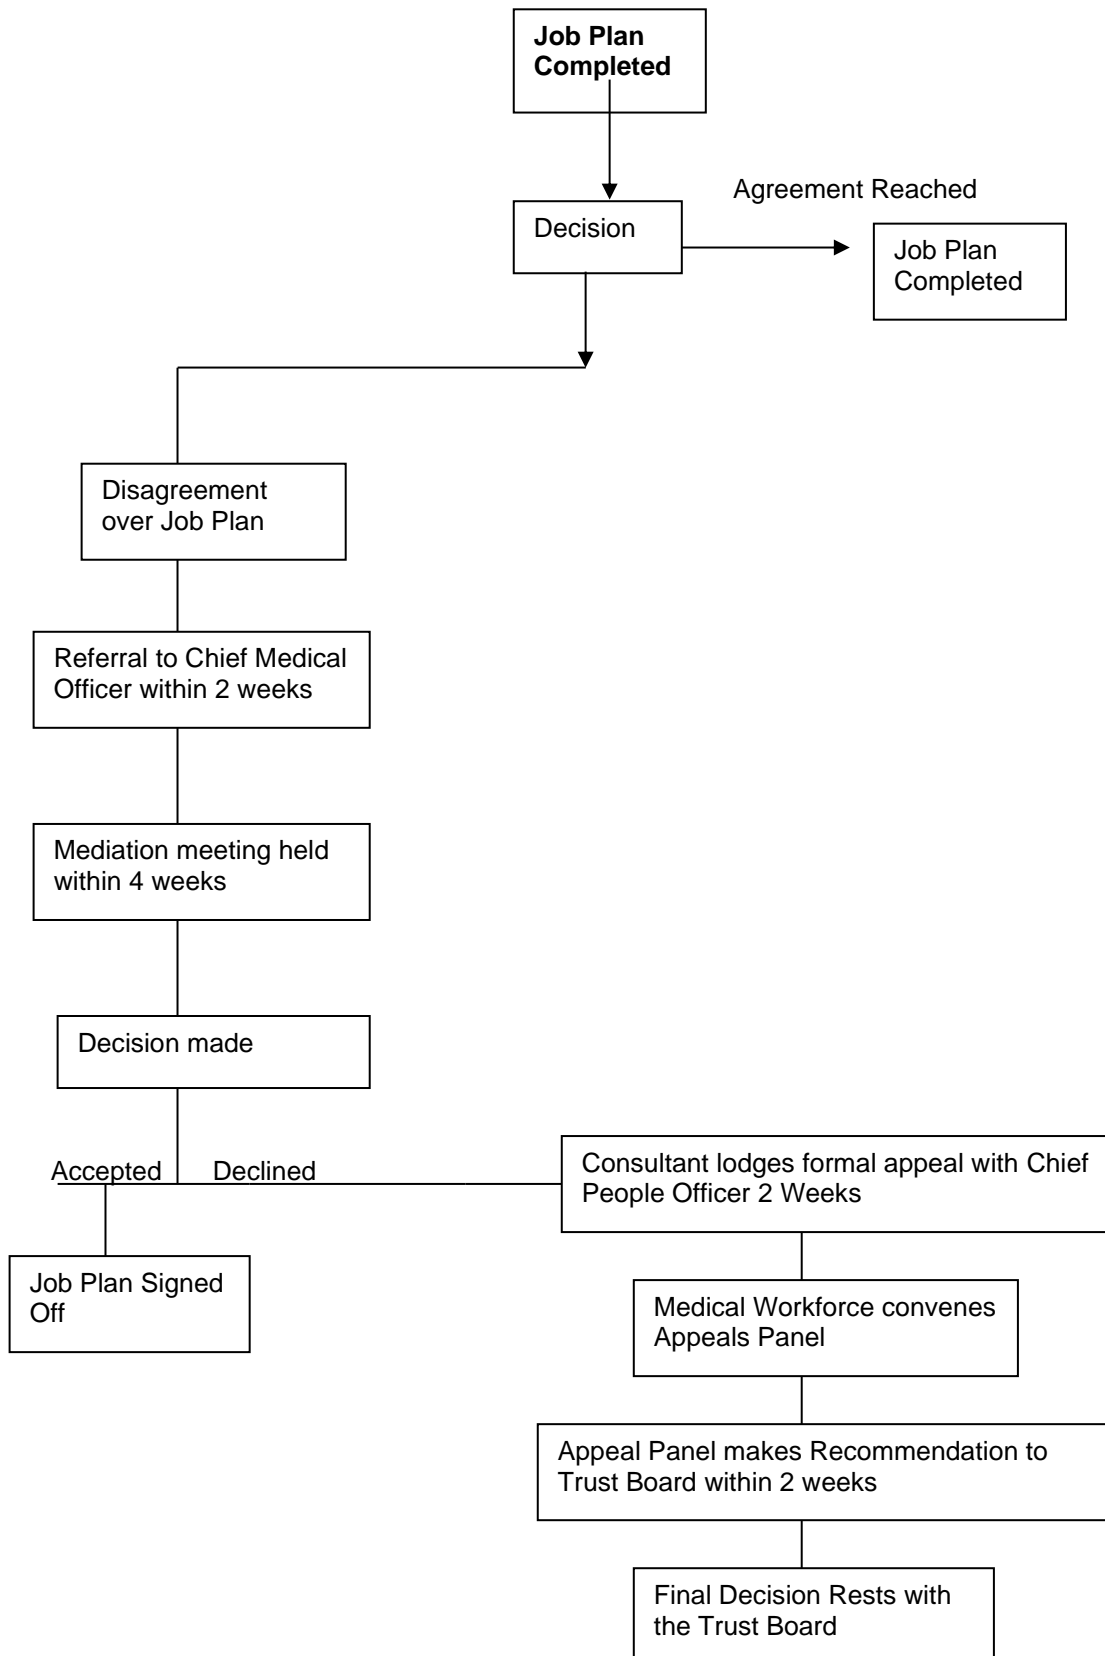 Job Plan
Completed
Agreement Reached
Decision
Job Plan
Completed
Disagreement
over Job Plan
Referral to Chief Medical
Officer within 2 weeks
Mediation meeting held
within 4 weeks
Decision made
Accepted
Declined
Consultant lodges formal appeal with Chief
People Officer 2 Weeks
Job Plan Signed
Off
Medical Workforce convenes
Appeals Panel
Appeal Panel makes Recommendation to
Trust Board within 2 weeks
Final Decision Rests with
the Trust Board